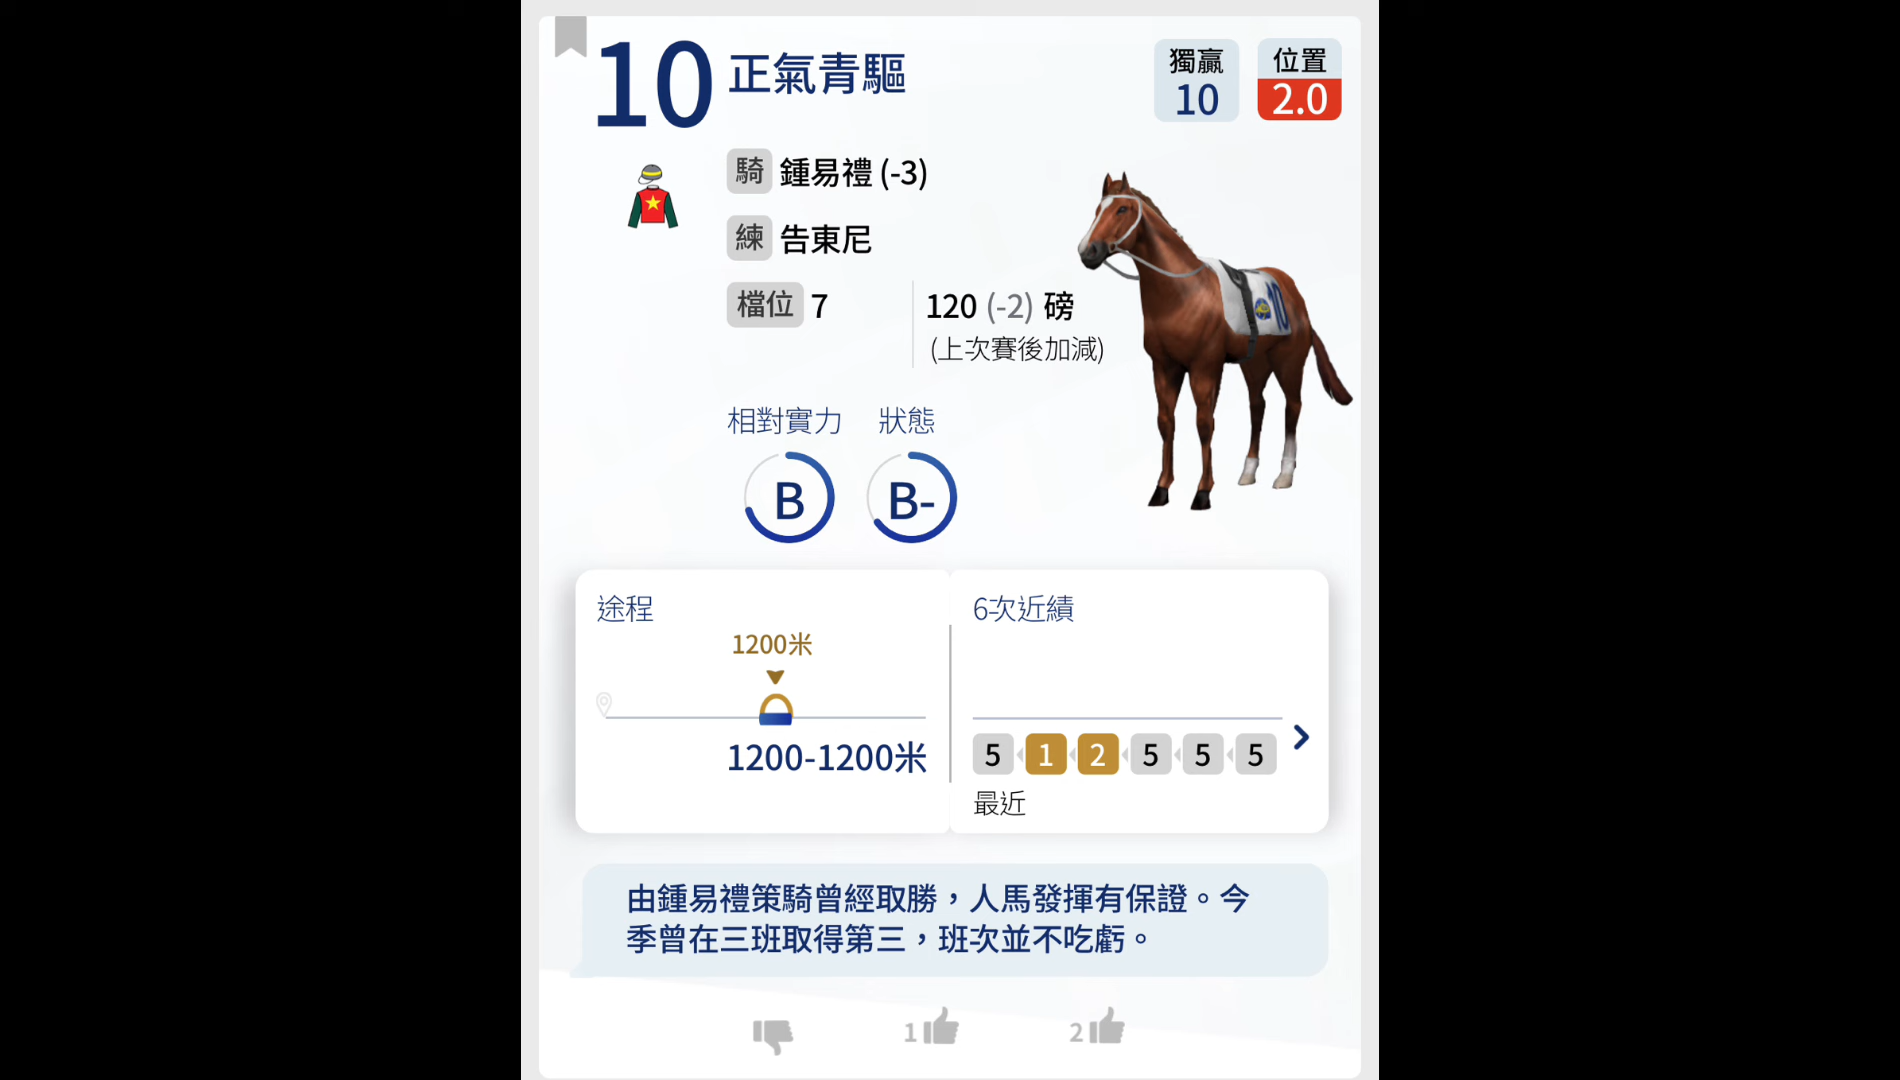 10 正氣青驅
獨贏 10
位置 2.0
騎 鍾易禮 (-3)
練 告東尼
檔位 7
120 (-2) 磅
(上次賽後加減)
相對實力 狀態
B B-
途程
1200米
1200-1200米
6次近績
5 1 2 5 5 5
最近
由鍾易禮策騎曾經取勝，人馬發揮有保證。今
季曾在三班取得第三，班次並不吃虧。
1 2
10